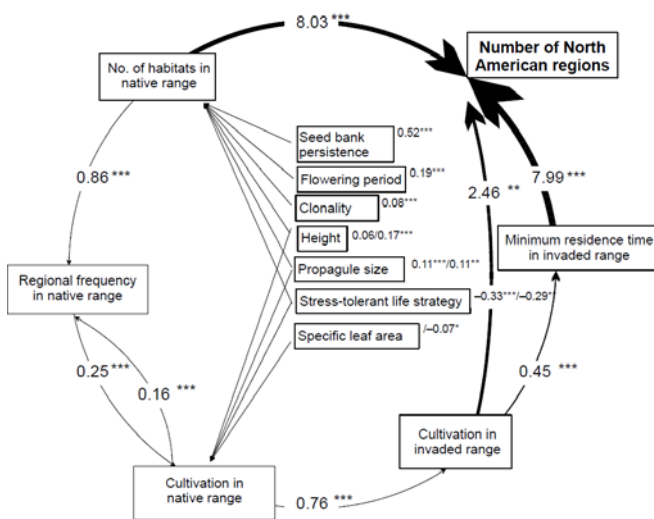 8.03 ***
Number of North
American regions
No. of habitats in
native range
Seed bank
persistence
0.52***
Flowering period
0.19***
Clonality
0.08***
Height
0.06/0.17***
Propagule size
0.11***/0.11**
Stress-tolerant life strategy
Specific leaf area
/–0.07*
0.86 ***
2.46 **
7.99 ***
Minimum residence time
in invaded range
Regional frequency
in native range
0.25 ***
0.16 ***
0.45 ***
Cultivation in
invaded range
Cultivation in
native range
0.76 ***